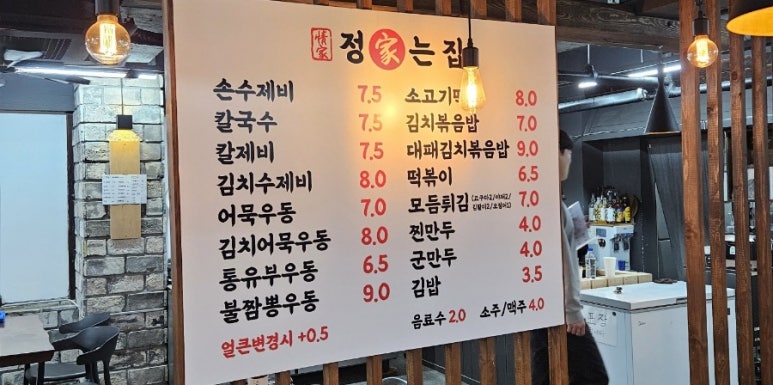 情家 정家는집
손수제비 7.5
칼국수 7.5
칼제비 7.5
김치수제비 8.0
어묵우동 7.0
김치어묵우동 8.0
통유부우동 6.5
불짬뽕우동 9.0
얼큰변경시 +0.5
소고기 8.0
김치볶음밥 7.0
대패김치볶음밥 9.0
떡볶이 6.5
모듬튀김 7.0
찐만두 4.0
군만두 4.0
김밥 3.5
음료수 2.0 소주/맥주 4.0